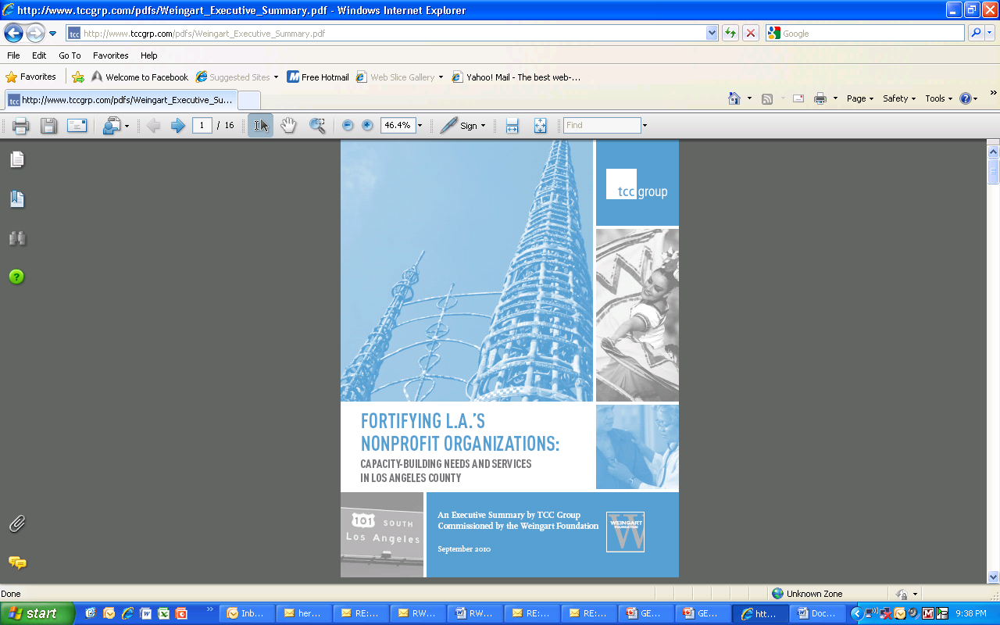 http://www.tccgrp.com/pdfs/Weingart_Executive_Summary.pdf - Windows Internet Explorer
tcc http://www.tccgrp.com/pdfs/Weingart_Executive_Summary.pdf
Google
File Edit Go To Favorites Help
Favorites Welcome to Facebook Suggested Sites Free Hotmail Web Slice Gallery Yahoo! Mail - The best web-...
tcc http://www.tccgrp.com/pdfs/Weingart_Executive_Su...
Page Safety Tools
1 / 16 46.4% Sign Find
tcc group
FORTIFYING L.A.'S
NONPROFIT ORGANIZATIONS:
CAPACITY-BUILDING NEEDS AND SERVICES
IN LOS ANGELES COUNTY
101 SOUTH
Los Angeles
An Executive Summary by TCC Group
Commissioned by the Weingart Foundation
September 2010
W
WEINGART
FOUNDATION
Done Unknown Zone
start Inb... her... RE:... RW... RW... RE:... RE:... GE... GE... htt... Doc... 9:38 PM